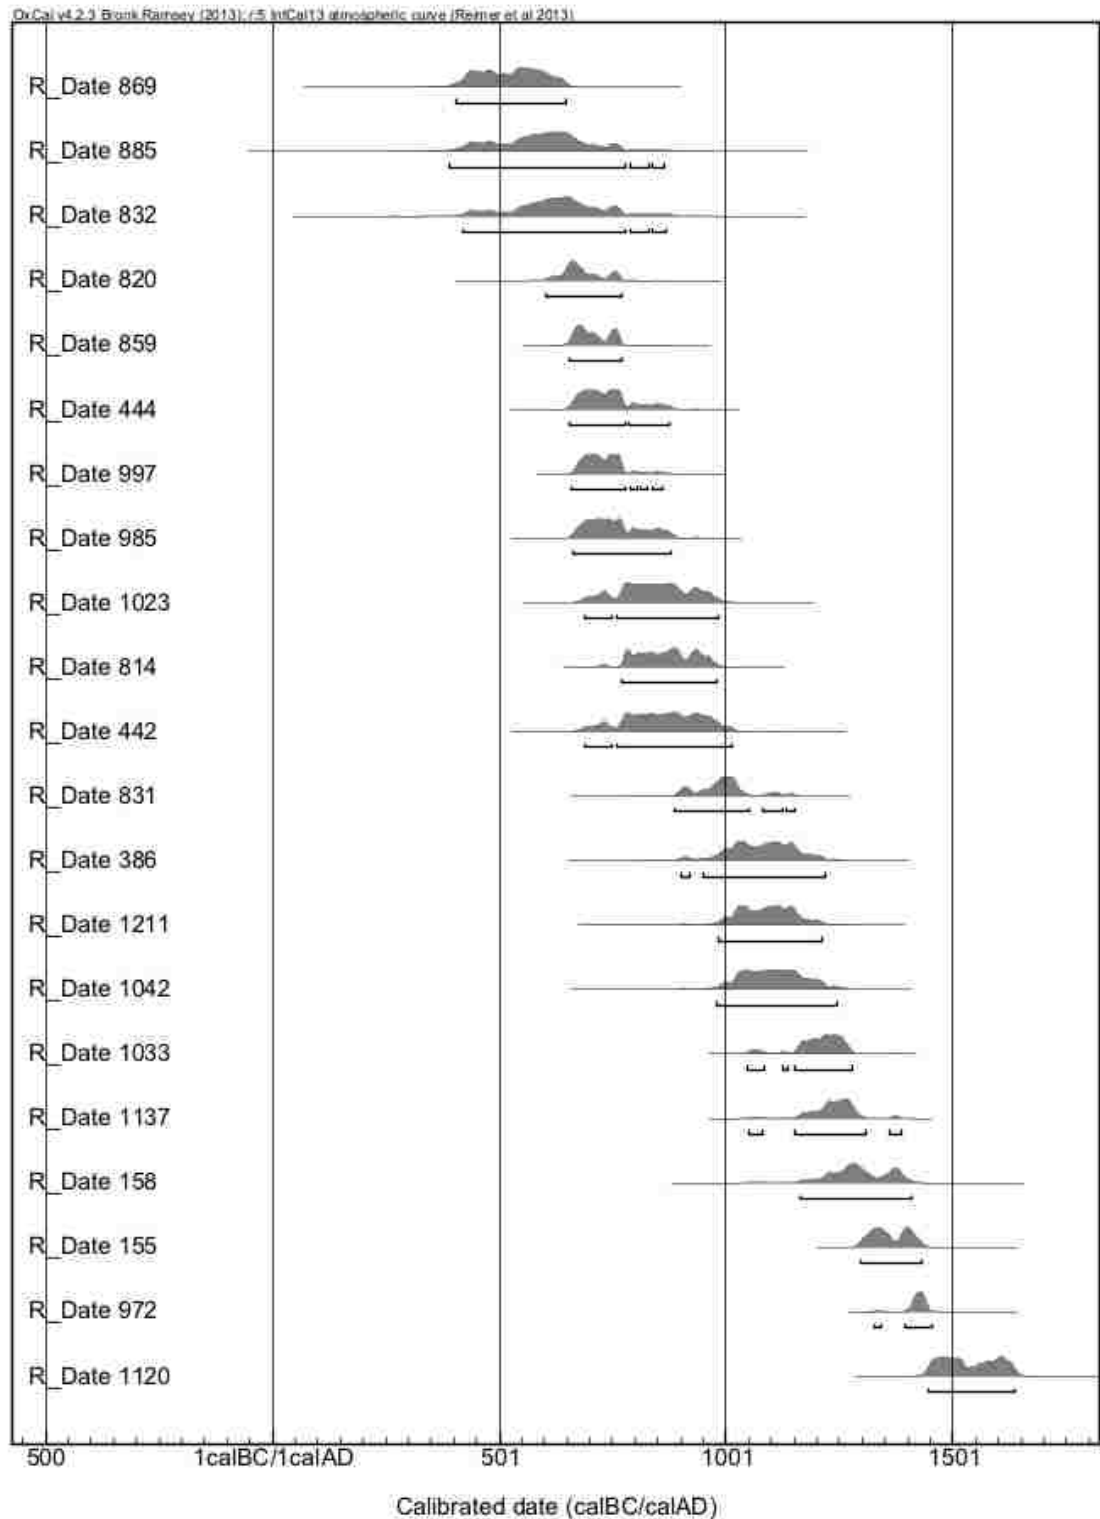 OxCal v4.2.3 Bronk Ramsey (2013); r:5 IntCal13 atmospheric curve (Reimer et al 2013)
R_Date 869
R_Date 885
R_Date 832
R_Date 820
R_Date 859
R_Date 444
R_Date 997
R_Date 985
R_Date 1023
R_Date 814
R_Date 442
R_Date 831
R_Date 386
R_Date 1211
R_Date 1042
R_Date 1033
R_Date 1137
R_Date 158
R_Date 155
R_Date 972
R_Date 1120
500 1calBC/1calAD 501 1001 1501
Calibrated date (calBC/calAD)